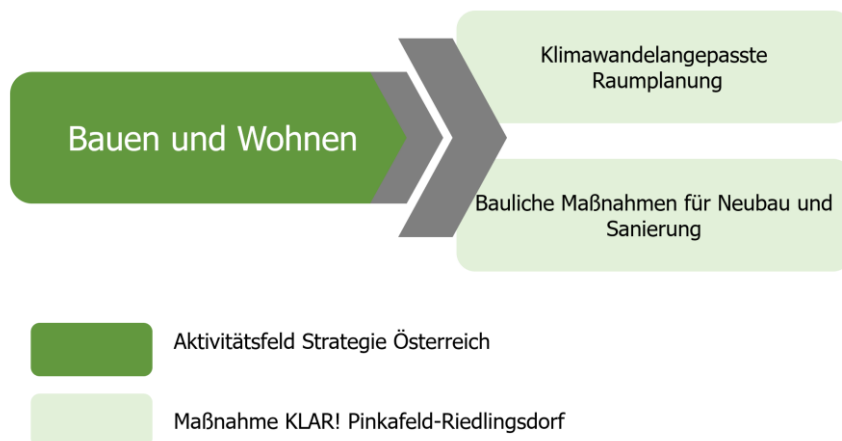 Bauen und Wohnen
Klimawandelangepasste
Raumplanung
Bauliche Maßnahmen für Neubau und
Sanierung
Aktivitätsfeld Strategie Österreich
Maßnahme KLAR! Pinkafeld-Riedlingsdorf